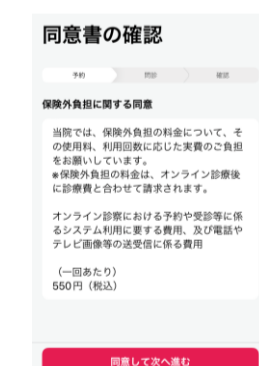 同意書の確認
予約 問診 確認
保険外負担に関する同意
当院では、保険外負担の料金について、そ
の使用料、利用回数に応じた実費のご負担
をお願いしています。
※保険外負担の料金は、オンライン診療後
に診療費と合わせて請求されます。
オンライン診察における予約や受診等に係
るシステム利用に要する費用、及び電話や
テレビ画像等の送受信に係る費用
（一回あたり）
550円（税込）
同意して次へ進む